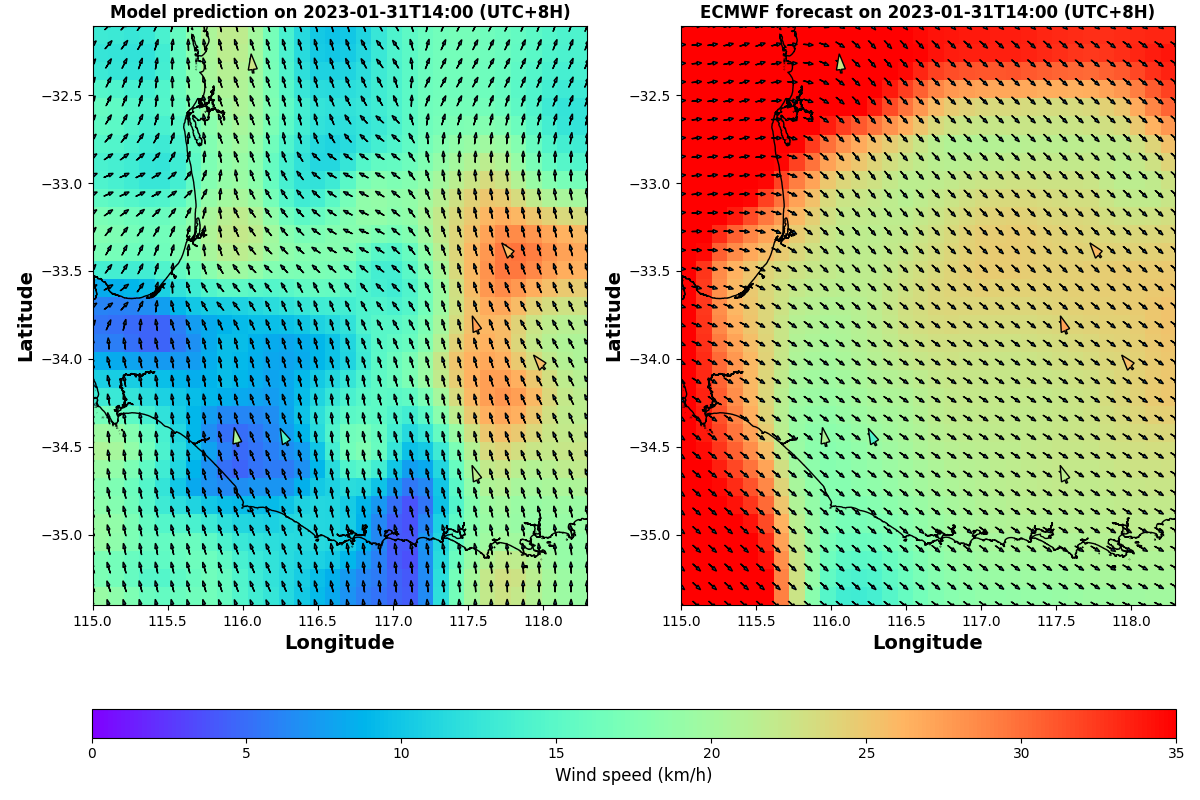 Model prediction on 2023-01-31T14:00 (UTC+8H)
ECMWF forecast on 2023-01-31T14:00 (UTC+8H)
−32.5
−33.0
−33.5
−34.0
−34.5
−35.0
Latitude
115.0 115.5 116.0 116.5 117.0 117.5 118.0
Longitude
−32.5
−33.0
−33.5
−34.0
−34.5
−35.0
Latitude
115.0 115.5 116.0 116.5 117.0 117.5 118.0
Longitude
0 5 10 15 20 25 30 35
Wind speed (km/h)